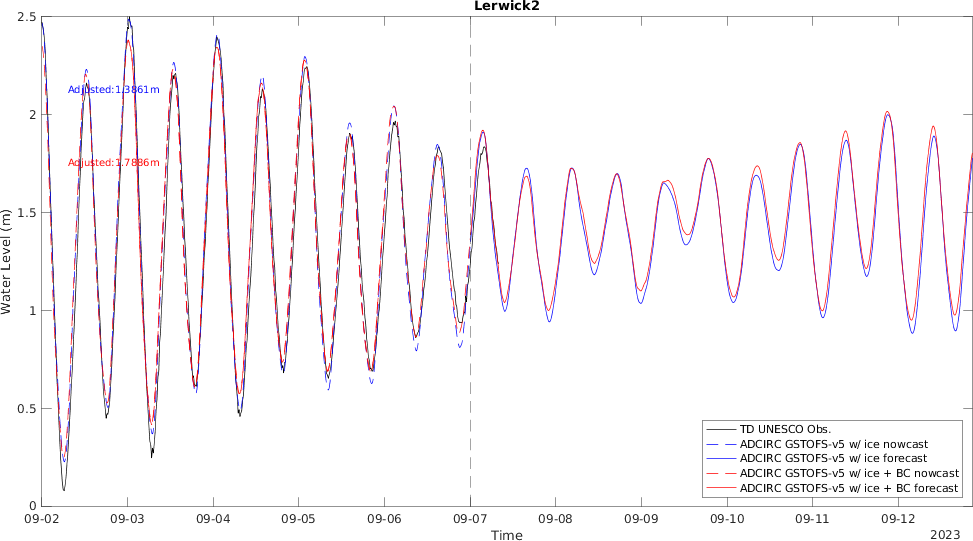 Lerwick2
2.5
2
1.5
1
0.5
0
Water Level (m)
Adjusted:1.3861m
Adjusted:1.7886m
TD UNESCO Obs.
ADCIRC GSTOFS-v5 w/ ice nowcast
ADCIRC GSTOFS-v5 w/ ice forecast
ADCIRC GSTOFS-v5 w/ ice + BC nowcast
ADCIRC GSTOFS-v5 w/ ice + BC forecast
09-02 09-03 09-04 09-05 09-06 09-07 09-08 09-09 09-10 09-11 09-12
Time
2023